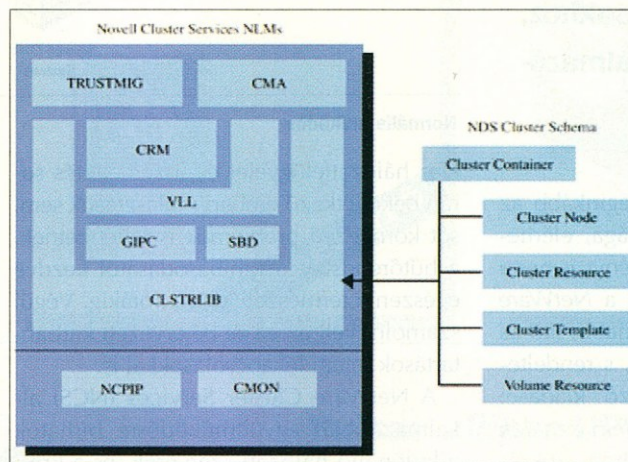 Novell Cluster Services NLMs
TRUSTMIG
CMA
CRM
VLL
GIPC
SBD
CLSTRLIB
NCPIP
CMON
NDS Cluster Schema
Cluster Container
Cluster Node
Cluster Resource
Cluster Template
Volume Resource